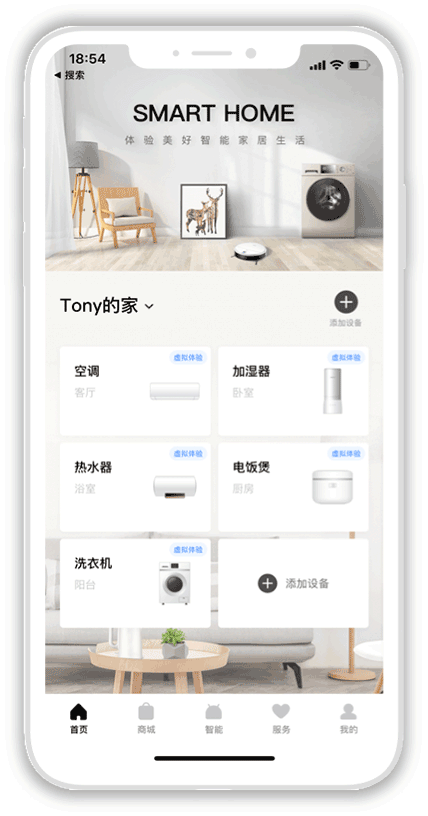 18:54
搜索
SMART HOME
体验美好智能家居生活
Tony的家
添加设备
虚拟体验
空调
客厅
虚拟体验
加湿器
卧室
虚拟体验
热水器
浴室
虚拟体验
电饭煲
厨房
虚拟体验
洗衣机
阳台
添加设备
首页
商城
智能
服务
我的